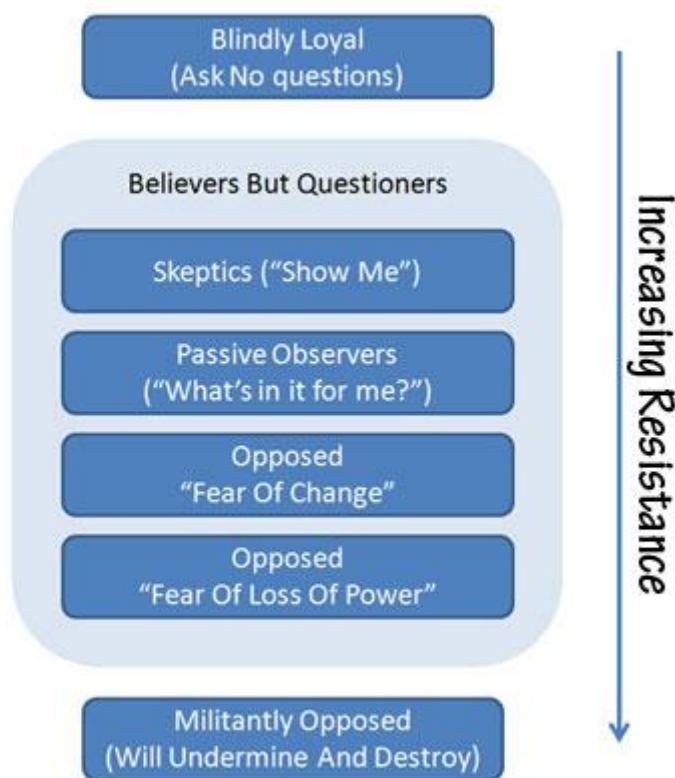 Blindly Loyal
(Ask No questions)
Believers But Questioners
Skeptics (“Show Me”)
Passive Observers
(“What’s in it for me?”)
Opposed
“Fear Of Change”
Opposed
“Fear Of Loss Of Power”
Militantly Opposed
(Will Undermine And Destroy)
Increasing Resistance